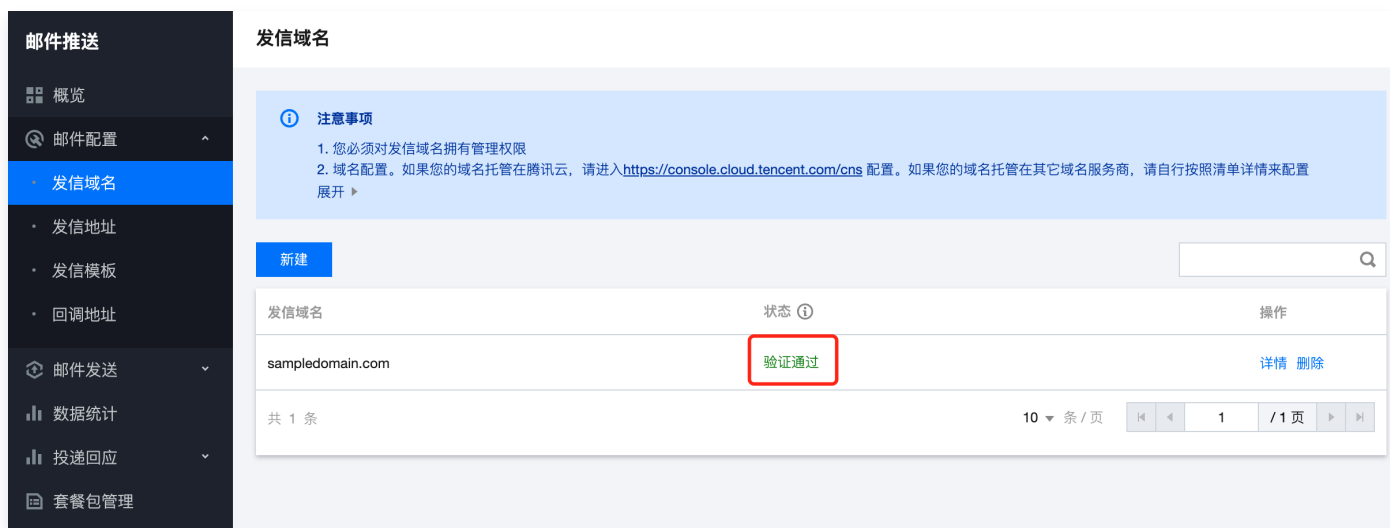 邮件推送
概览
邮件配置
发信域名
发信地址
发信模板
回调地址
邮件发送
数据统计
投递回应
套餐包管理
发信域名
注意事项
1. 您必须对发信域名拥有管理权限
2. 域名配置。如果您的域名托管在腾讯云，请进入https://console.cloud.tencent.com/cns 配置。如果您的域名托管在其它域名服务商，请自行按照清单详情来配置
展开
新建
发信域名 状态 操作
sampledomain.com 验证通过 详情 删除
共 1 条 10 条 / 页 1 / 1 页